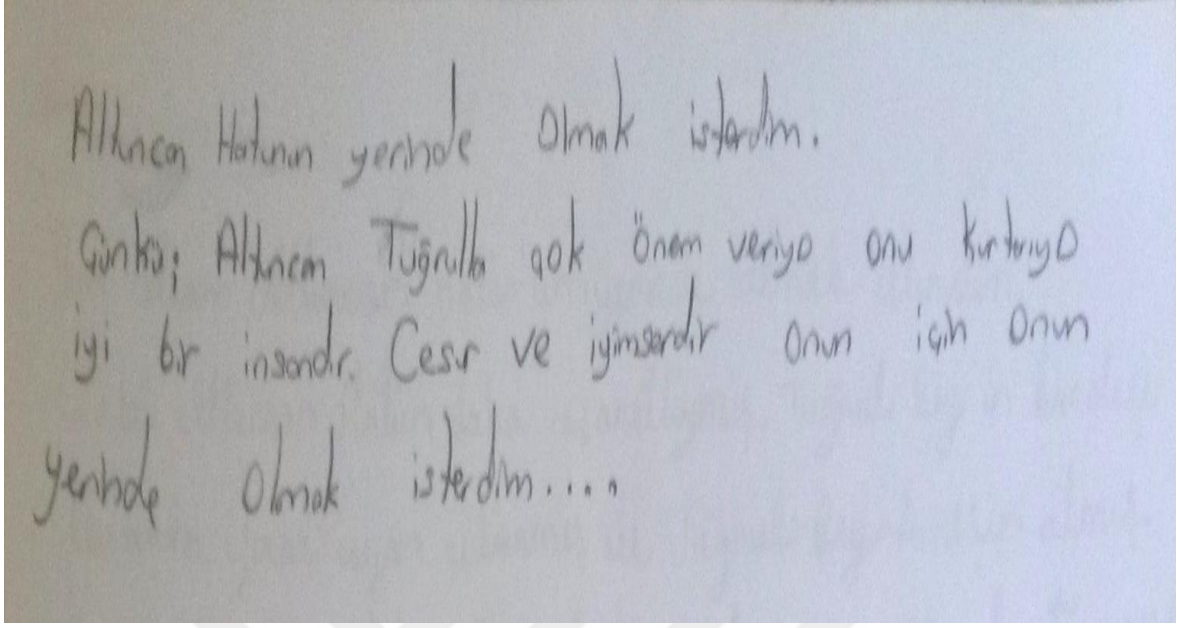 Altıncan Hatunun yerinde olmak isterdim.
Çünkü; Altıncan Tuğrulla çok önem veriyo onu kurtarıyo
iyi bir insandır. Cesur ve iyimserdir onun için onun
yerinde olmak isterdim....